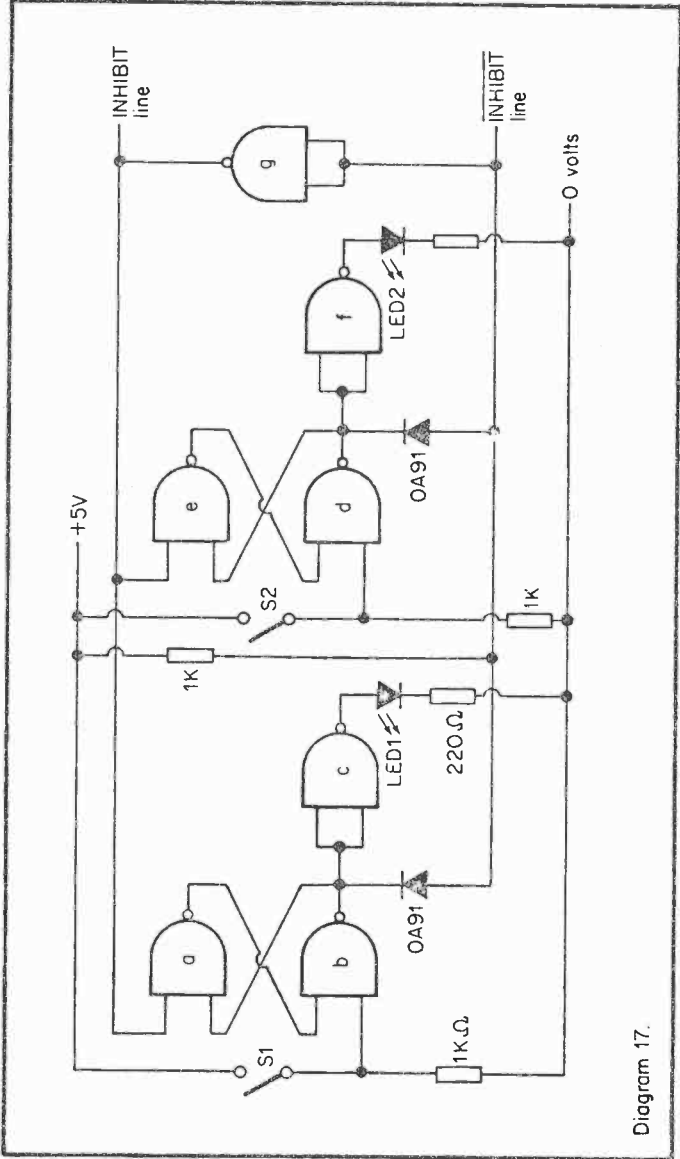 INHIBIT
line
+5V
S1
a
b
1KΩ
OA91
c
LED1
220Ω
1K
S2
e
d
1K
OA91
f
LED2
g
INHIBIT
line
0 volts
Diagram 17.